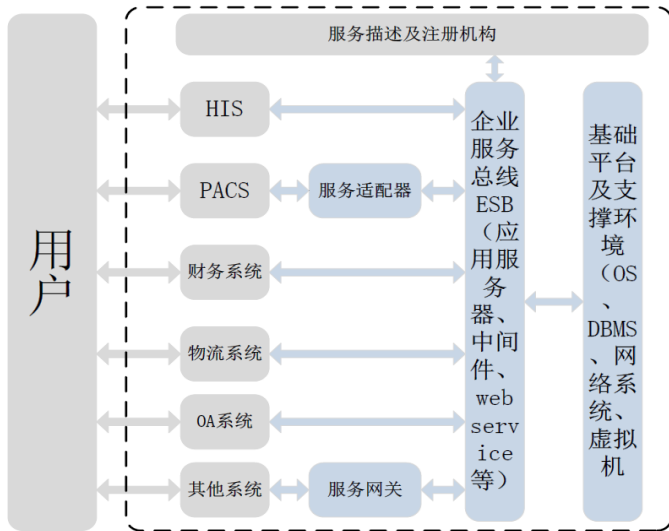 服务描述及注册机构
用户
HIS
PACS
服务适配器
财务系统
物流系统
OA系统
其他系统
服务网关
企业
服务
总线
ESB
（应
用服
务
器、
中间
件、
web
serv
ice
等）
基础
平台
及支
撑环
境
（OS
、
DBMS
、网
络系
统、
虚拟
机